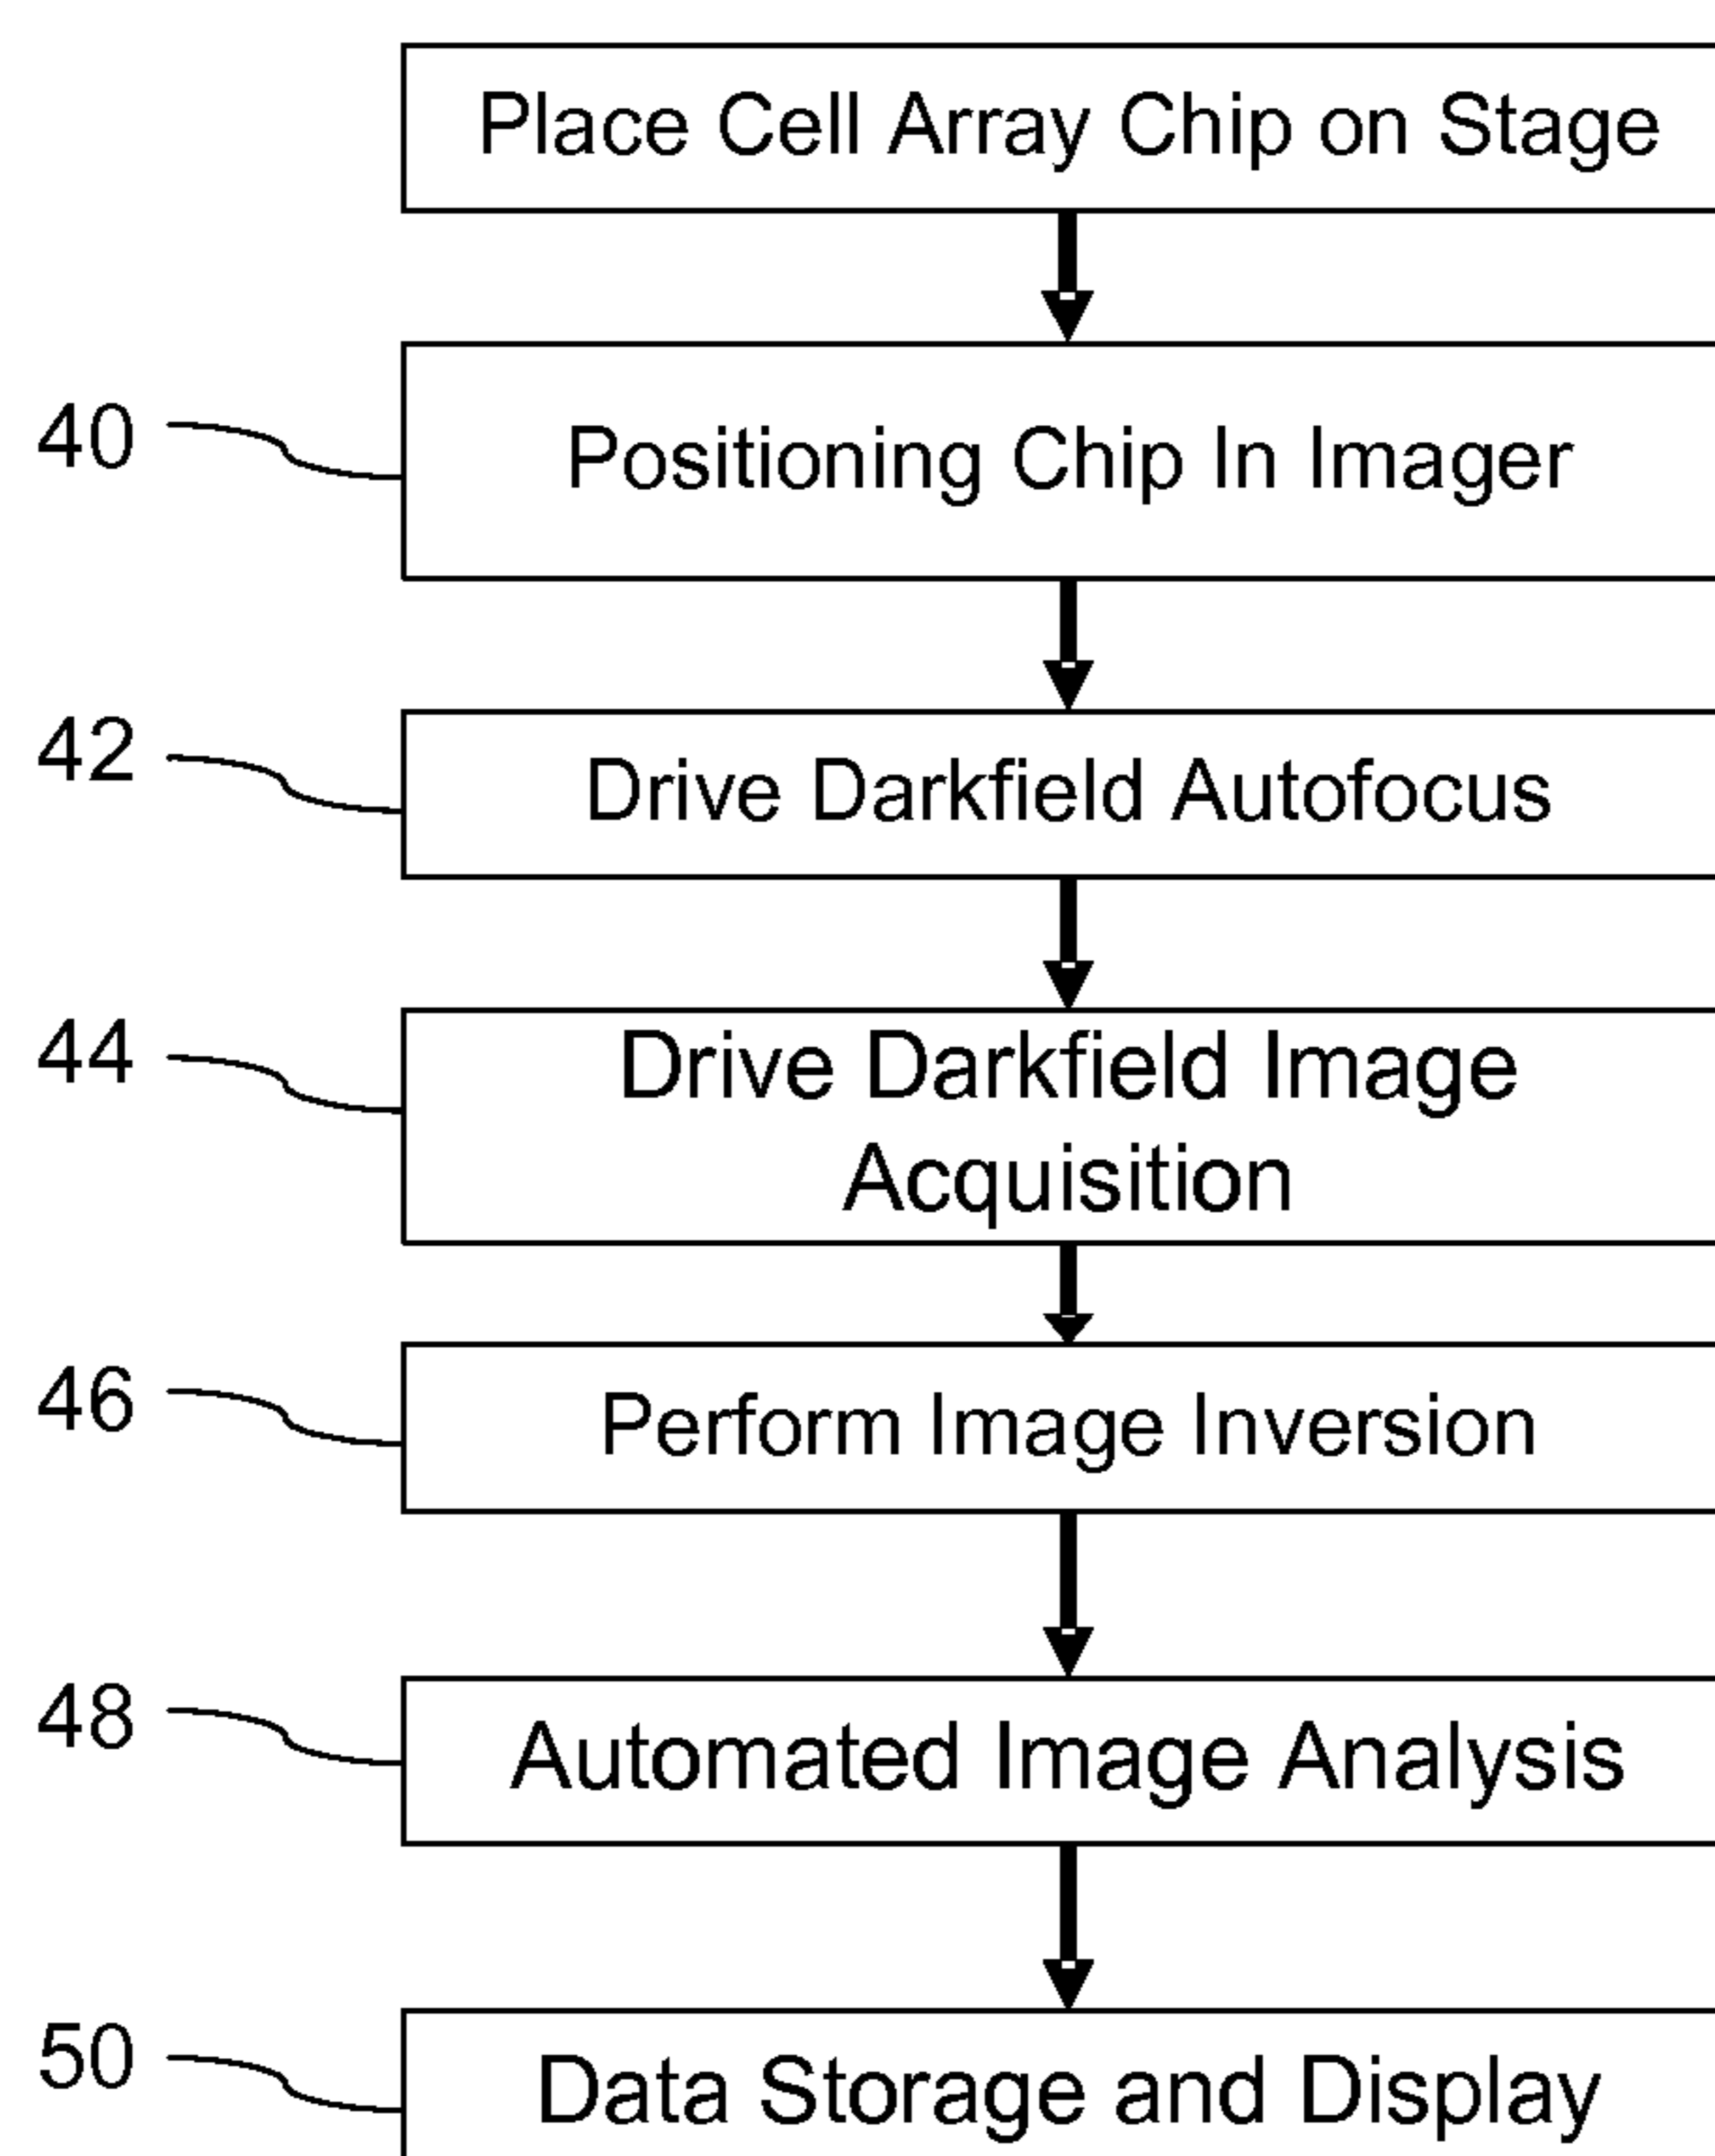 Place Cell Array Chip on Stage
40
Positioning Chip In Imager
42
Drive Darkfield Autofocus
44
Drive Darkfield Image
Acquisition
46
Perform Image Inversion
48
Automated Image Analysis
50
Data Storage and Display